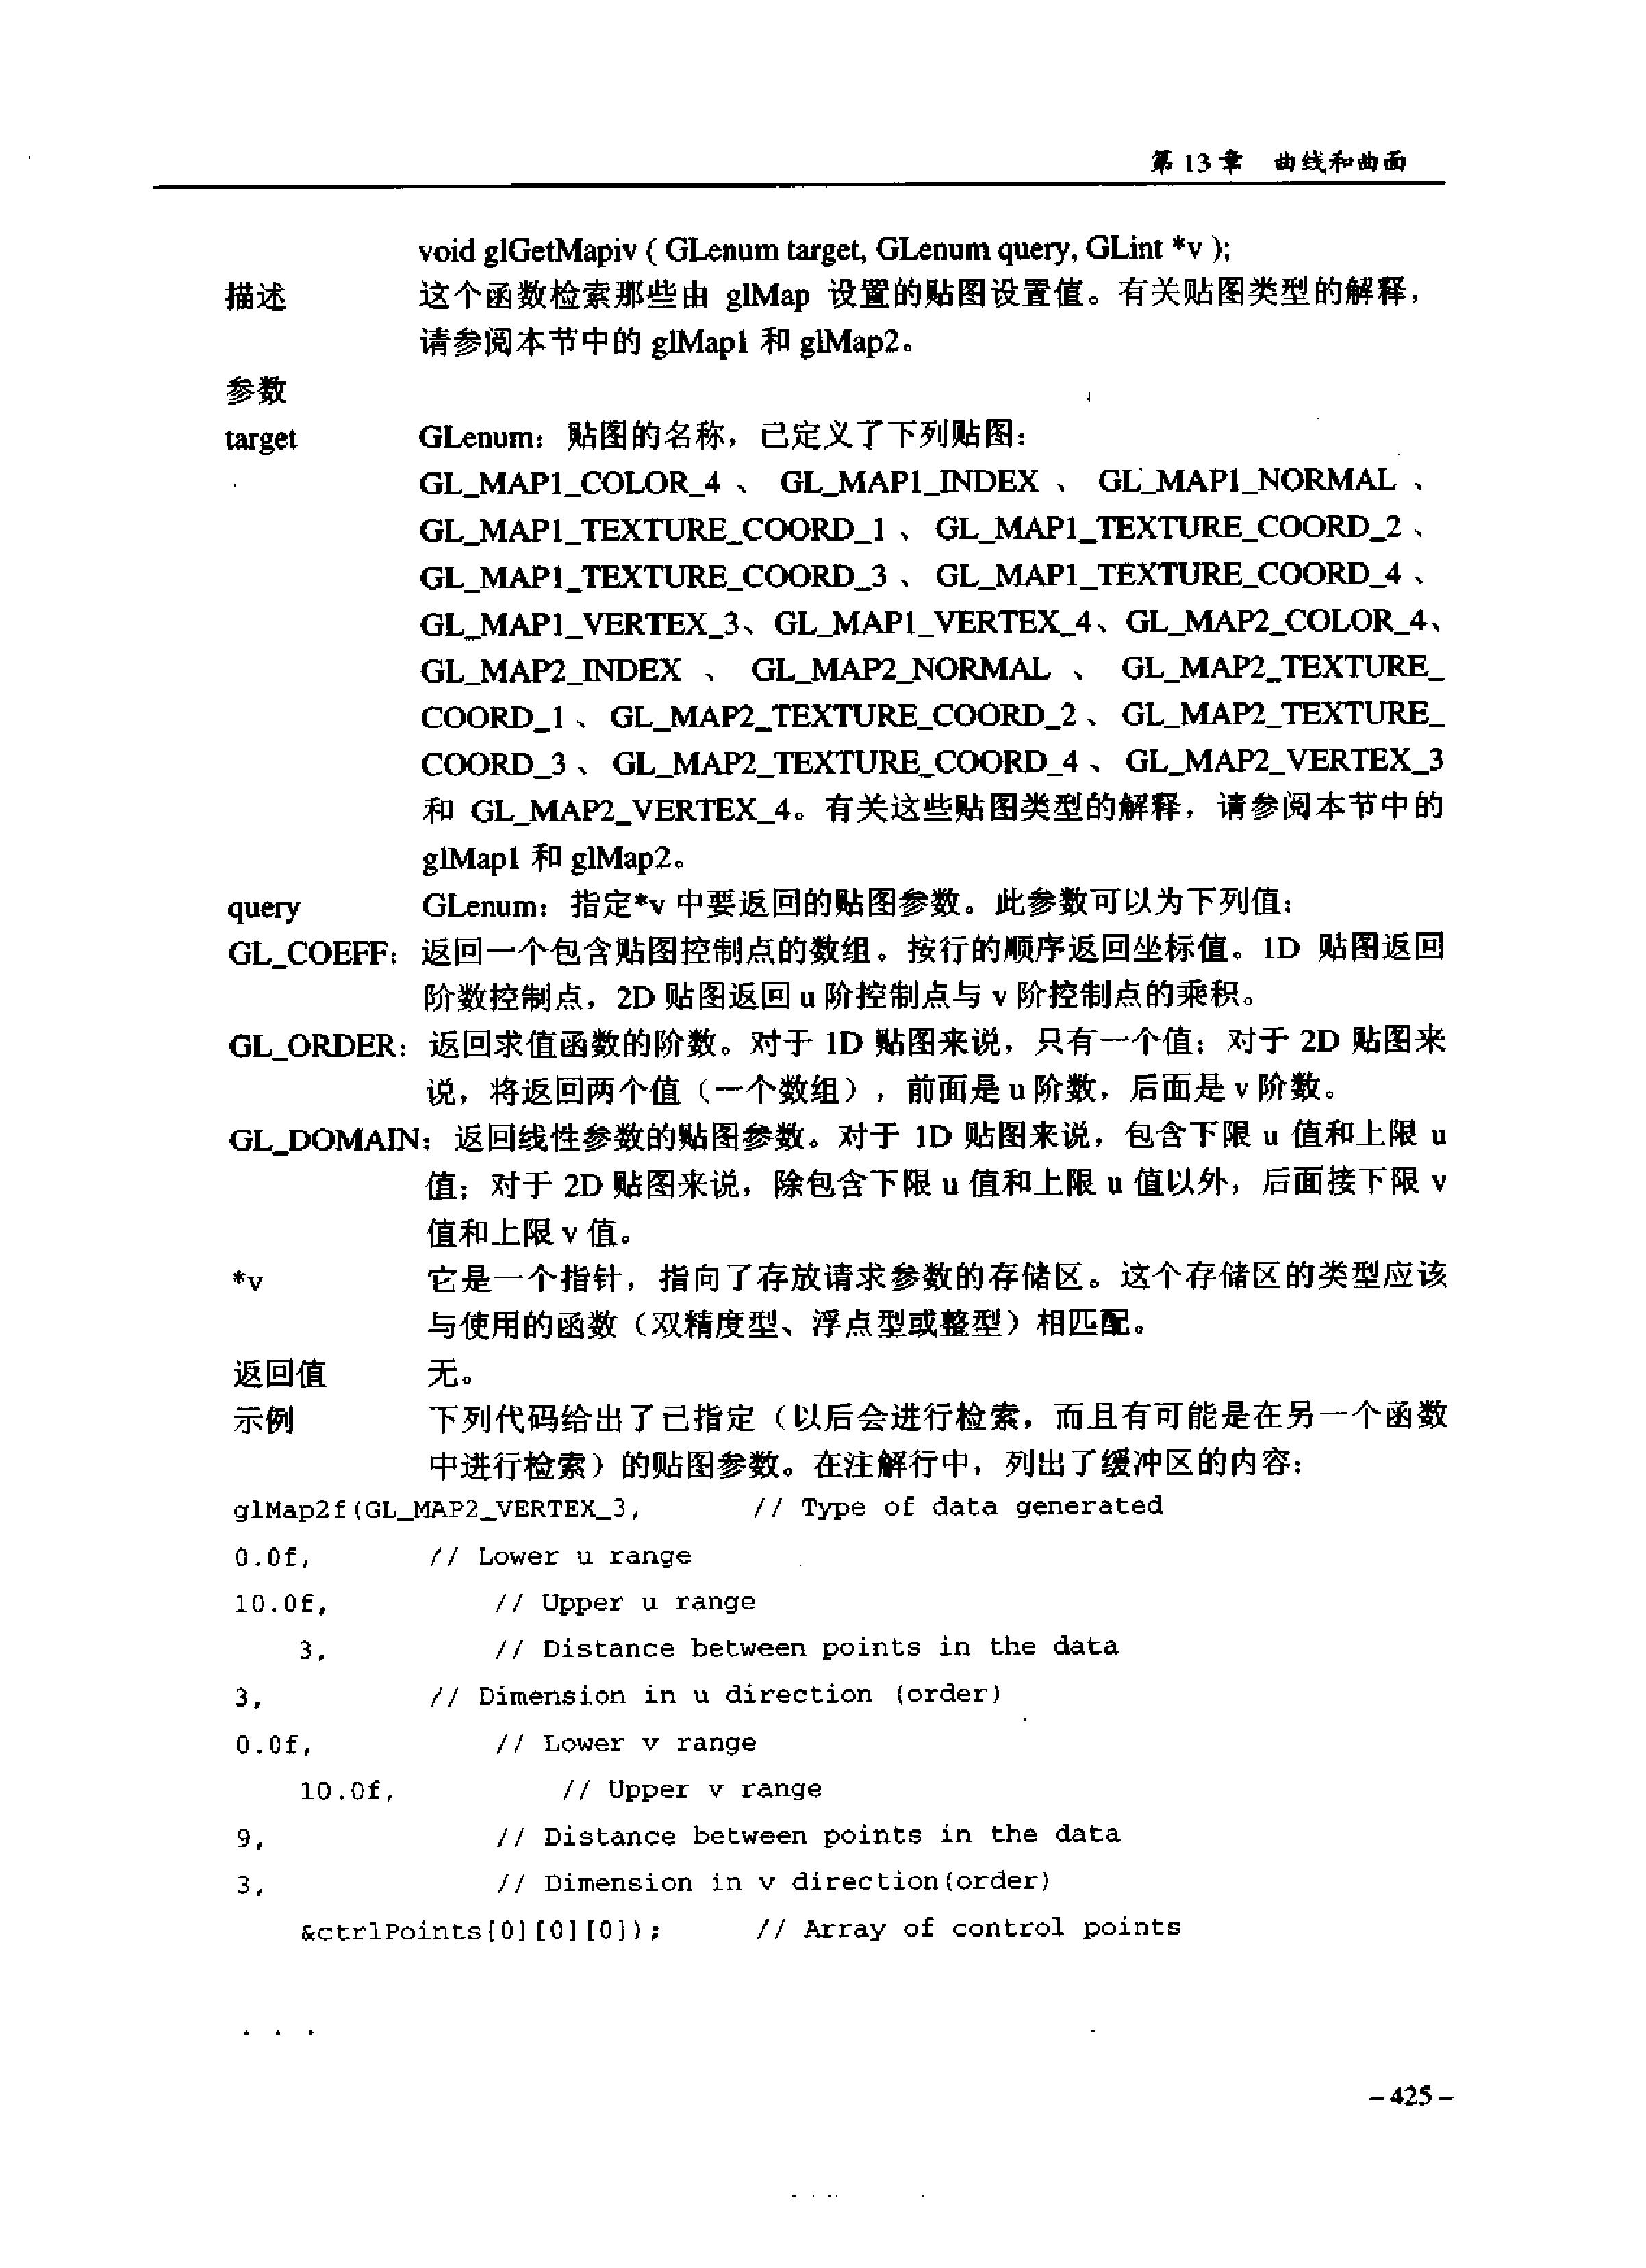 第 13 章　曲线和曲面
void glGetMapiv ( GLenum target, GLenum query, GLint *v );
描述　这个函数检索那些由 glMap 设置的贴图设置值。有关贴图类型的解释，
请参阅本节中的 glMap1 和 glMap2。
参数
target　GLenum：贴图的名称，已定义了下列贴图：
GL_MAP1_COLOR_4 、 GL_MAP1_INDEX 、 GL_MAP1_NORMAL 、
GL_MAP1_TEXTURE_COORD_1 、 GL_MAP1_TEXTURE_COORD_2 、
GL_MAP1_TEXTURE_COORD_3 、 GL_MAP1_TEXTURE_COORD_4 、
GL_MAP1_VERTEX_3、GL_MAP1_VERTEX_4、GL_MAP2_COLOR_4、
GL_MAP2_INDEX 、 GL_MAP2_NORMAL 、 GL_MAP2_TEXTURE_
COORD_1 、 GL_MAP2_TEXTURE_COORD_2 、 GL_MAP2_TEXTURE_
COORD_3 、 GL_MAP2_TEXTURE_COORD_4 、 GL_MAP2_VERTEX_3
和 GL_MAP2_VERTEX_4。有关这些贴图类型的解释，请参阅本节中的
glMap1 和 glMap2。
query　GLenum：指定*v 中要返回的贴图参数。此参数可以为下列值：
GL_COEFF：返回一个包含贴图控制点的数组。按行的顺序返回坐标值。1D 贴图返回
阶数控制点，2D 贴图返回 u 阶控制点与 v 阶控制点的乘积。
GL_ORDER：返回求值函数的阶数。对于 1D 贴图来说，只有一个值；对于 2D 贴图来
说，将返回两个值（一个数组），前面是 u 阶数，后面是 v 阶数。
GL_DOMAIN：返回线性参数的贴图参数。对于 1D 贴图来说，包含下限 u 值和上限 u
值；对于 2D 贴图来说，除包含下限 u 值和上限 u 值以外，后面接下限 v
值和上限 v 值。
*v　它是一个指针，指向了存放请求参数的存储区。这个存储区的类型应该
与使用的函数（双精度型、浮点型或整型）相匹配。
返回值　无。
示例　下列代码给出了已指定（以后会进行检索，而且有可能是在另一个函数
中进行检索）的贴图参数。在注解行中，列出了缓冲区的内容：
glMap2f(GL_MAP2_VERTEX_3,　// Type of data generated
0.0f,　// Lower u range
10.0f,　// Upper u range
3,　// Distance between points in the data
3,　// Dimension in u direction (order)
0.0f,　// Lower v range
10.0f,　// Upper v range
9,　// Distance between points in the data
3,　// Dimension in v direction(order)
&ctrlPoints[0][0][0]);　// Array of control points
. . .
– 425 –